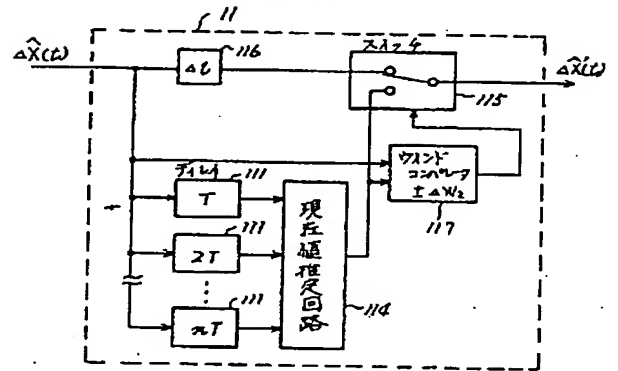 11
ΔX̂(t)
116
Δt
スイッチ
115
ΔX̂'(t)
ウインド
コンパレータ
±ΔW₂
117
ディレイ
111
T
111
2T
⋮
111
nT
現在値推定回路
114